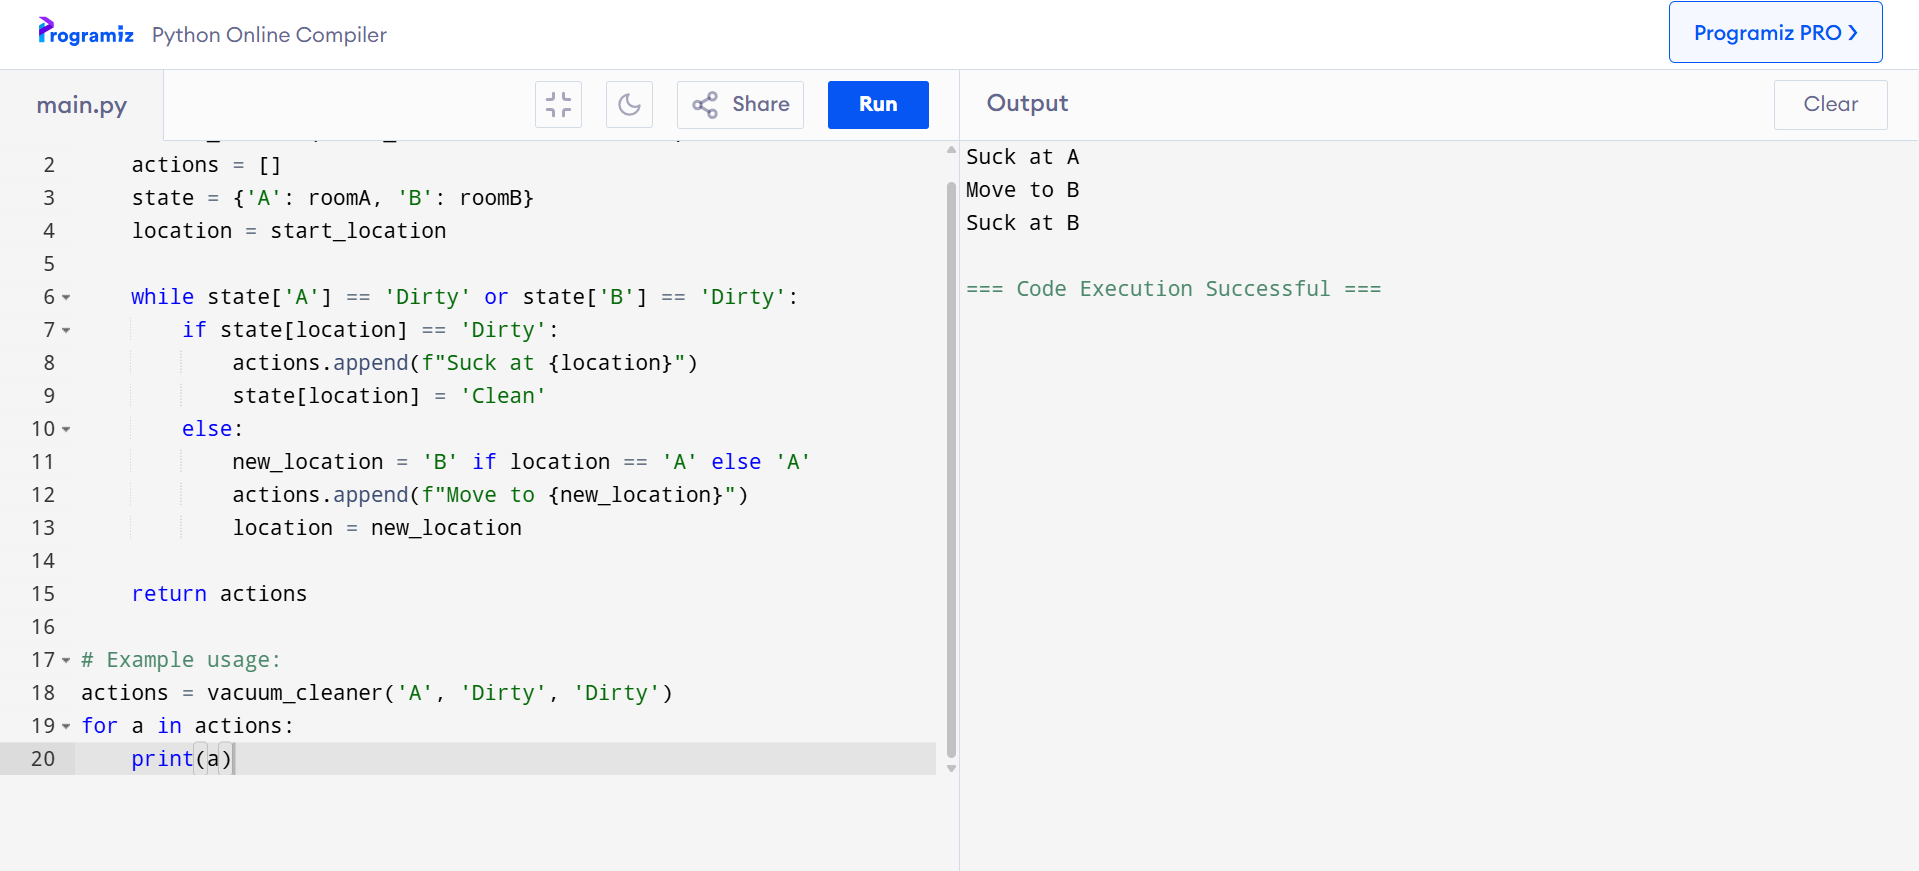 Programiz Python Online Compiler
Programiz PRO
main.py
Share
Run
Output
Clear
2 actions = []
3 state = {'A': roomA, 'B': roomB}
4 location = start_location
5
6 while state['A'] == 'Dirty' or state['B'] == 'Dirty':
7 if state[location] == 'Dirty':
8 actions.append(f"Suck at {location}")
9 state[location] = 'Clean'
10 else:
11 new_location = 'B' if location == 'A' else 'A'
12 actions.append(f"Move to {new_location}")
13 location = new_location
14
15 return actions
16
17 # Example usage:
18 actions = vacuum_cleaner('A', 'Dirty', 'Dirty')
19 for a in actions:
20 print(a)
Suck at A
Move to B
Suck at B
=== Code Execution Successful ===